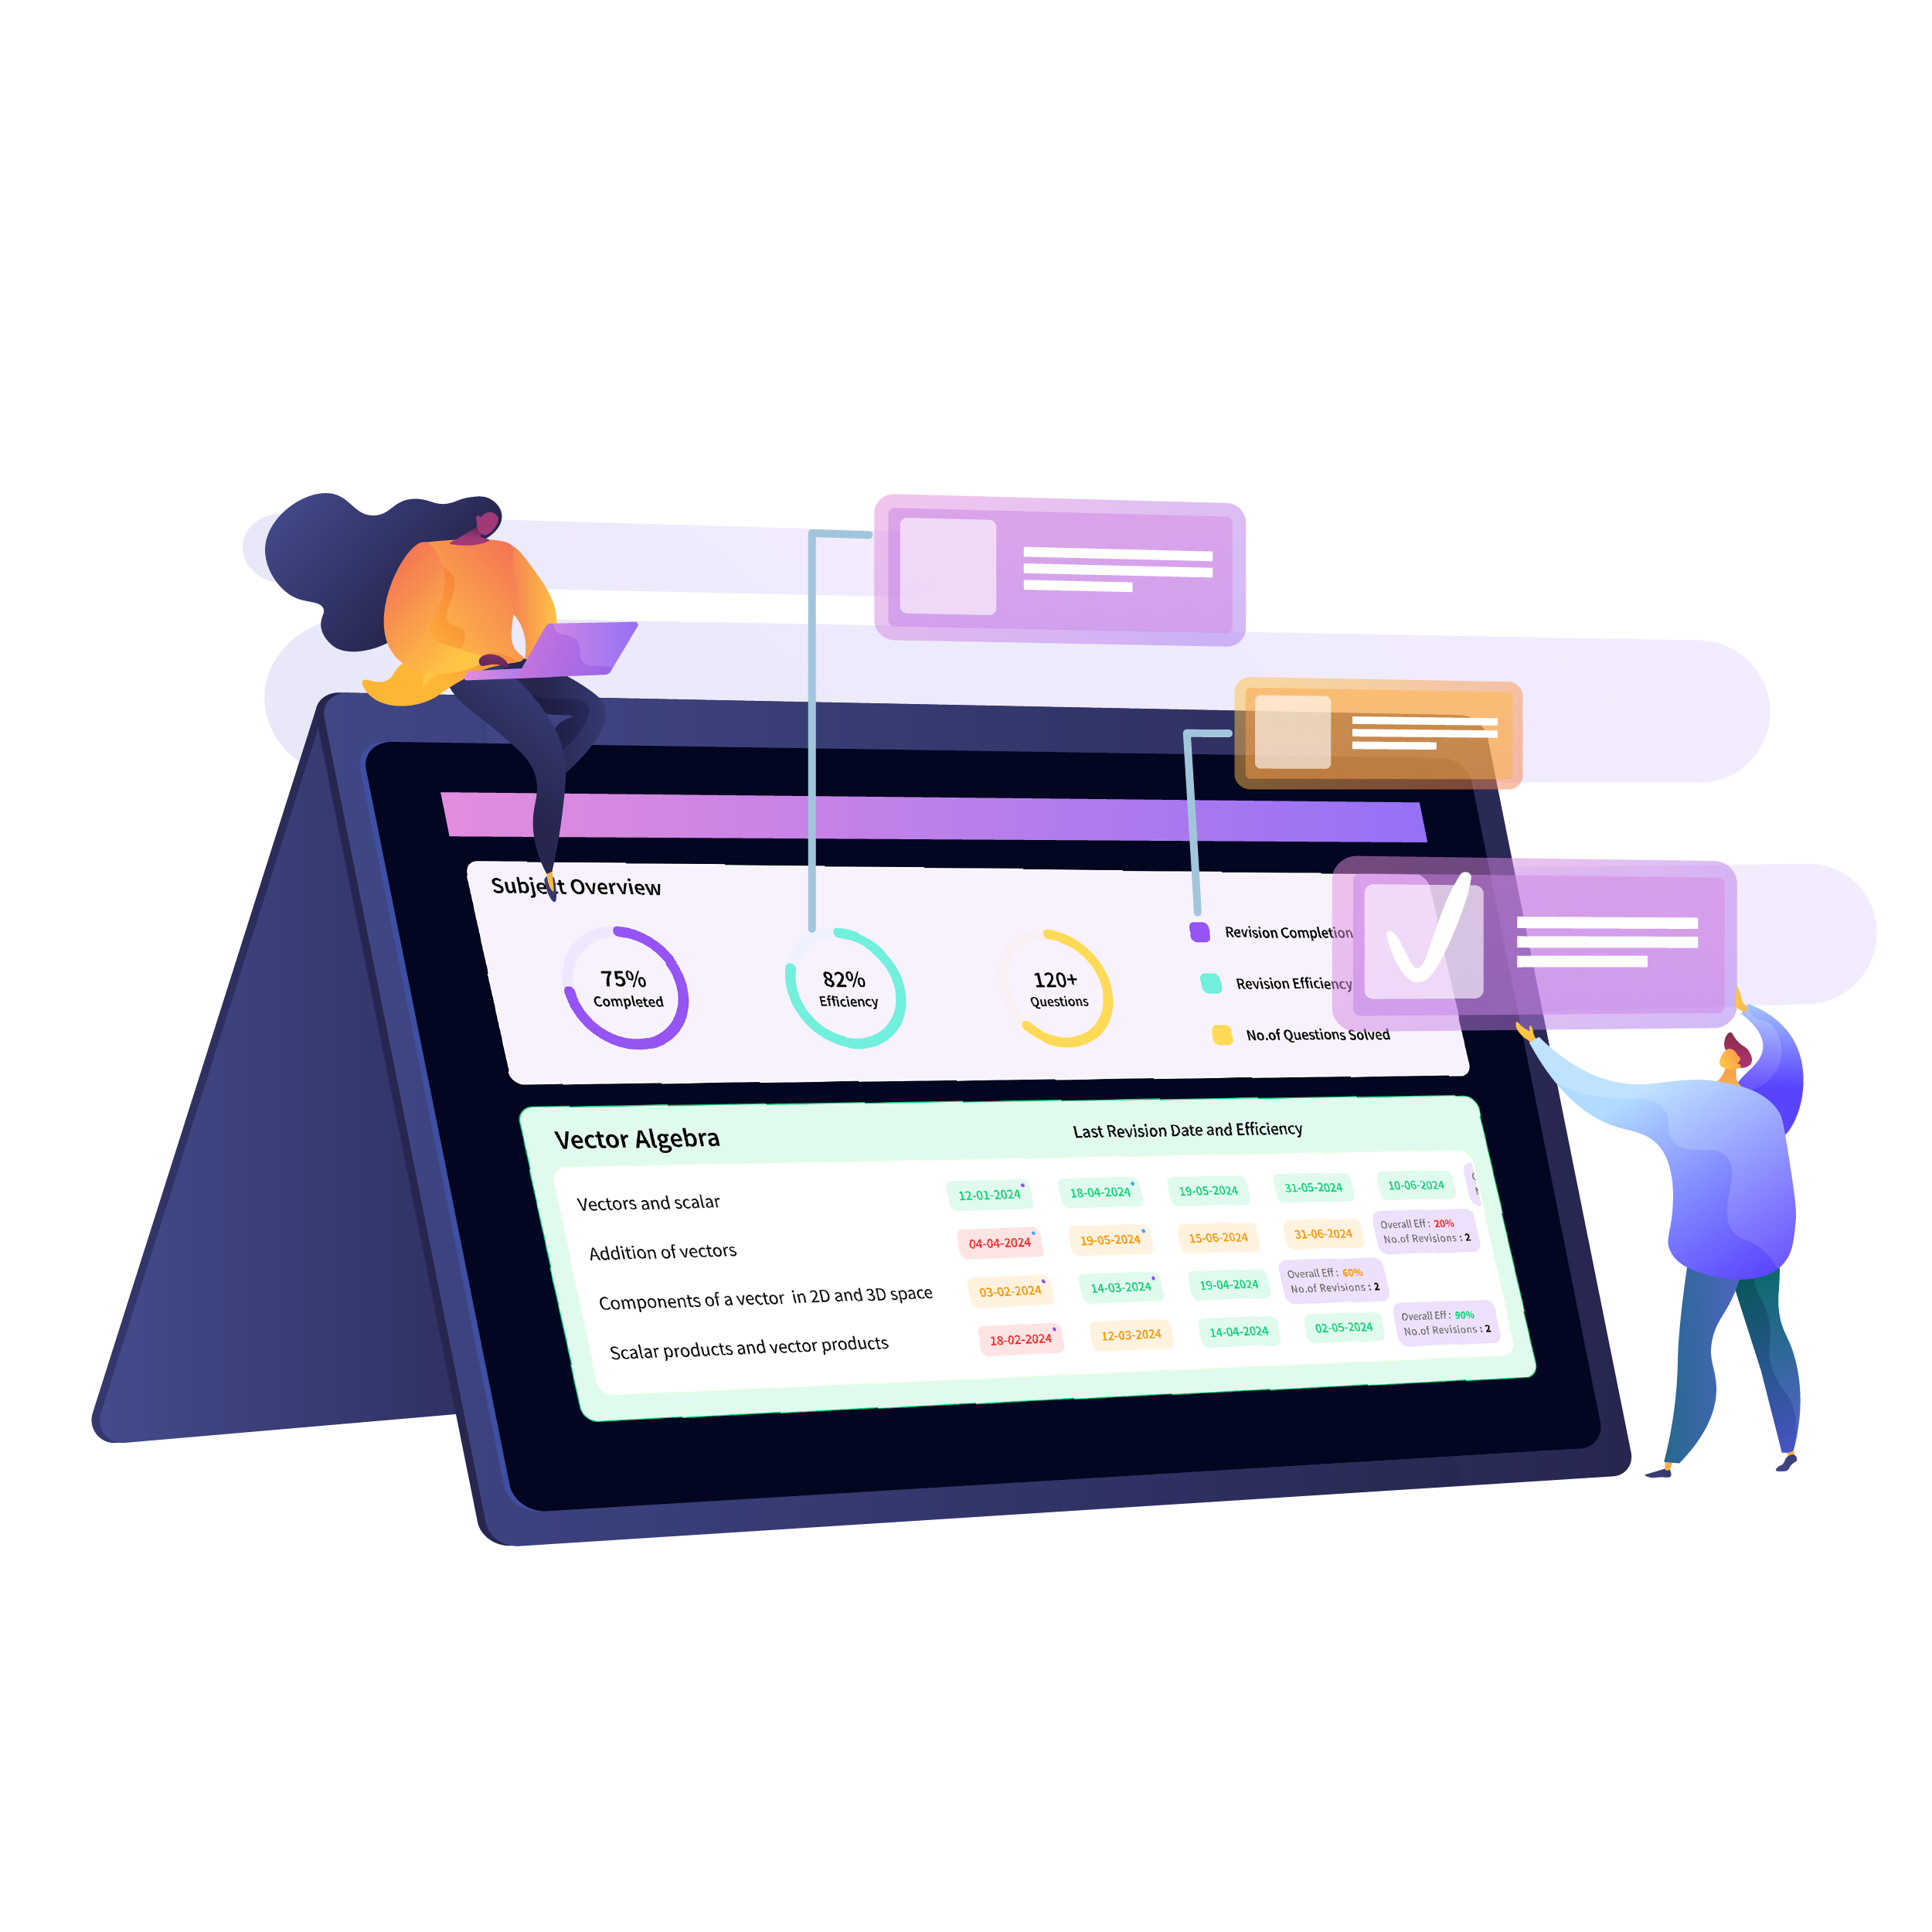 Subject Overview
75%
Completed
82%
Efficiency
120+
Questions
Revision Completion
Revision Efficiency
No.of Questions Solved
Vector Algebra
Last Revision Date and Efficiency
Vectors and scalar
12-01-2024
18-04-2024
19-05-2024
31-05-2024
10-06-2024
Addition of vectors
04-04-2024
19-05-2024
15-06-2024
31-06-2024
Overall Eff : 20%
No.of Revisions : 2
Components of a vector in 2D and 3D space
03-02-2024
14-03-2024
19-04-2024
Overall Eff : 60%
No.of Revisions : 2
Scalar products and vector products
18-02-2024
12-03-2024
14-04-2024
02-05-2024
Overall Eff : 90%
No.of Revisions : 2